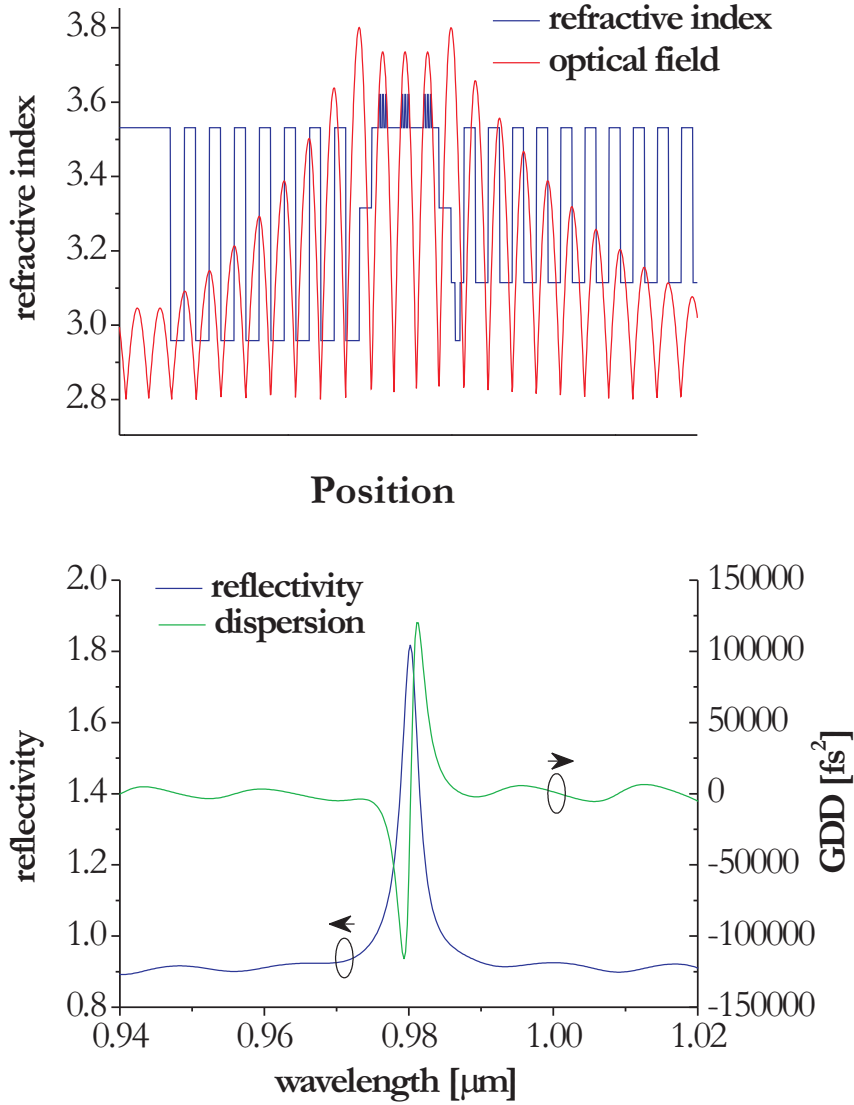 refractive index
optical field
3.8
3.6
3.4
3.2
3.0
2.8
refractive index
Position
reflectivity
dispersion
2.0
1.8
1.6
1.4
1.2
1.0
0.8
reflectivity
150000
100000
50000
0
-50000
-100000
-150000
GDD [fs²]
0.94 0.96 0.98 1.00 1.02
wavelength [µm]